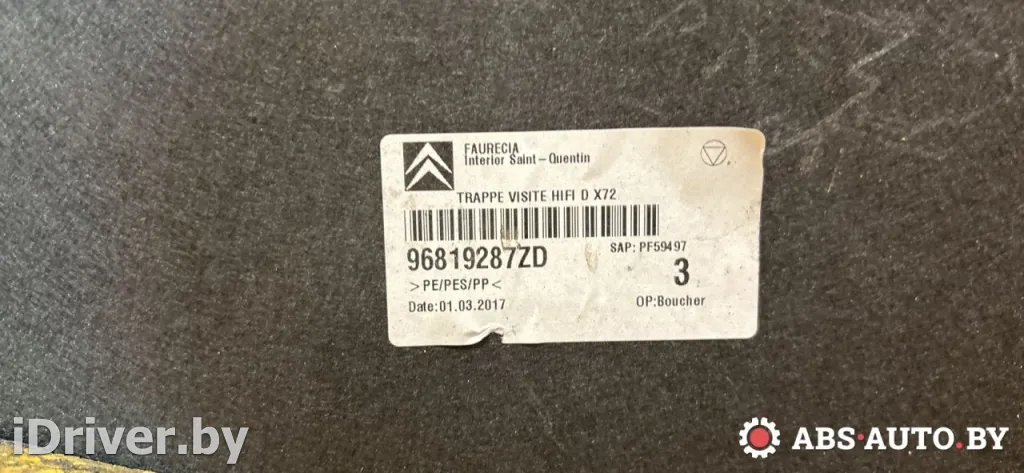 FAURECIA
Interior Saint-Quentin
TRAPPE VISITE HIFI D X72
96819287ZD
SAP: PF59497
>PE/PES/PP<
3
Date:01.03.2017
OP:Boucher
iDriver.by
ABS·AUTO.BY